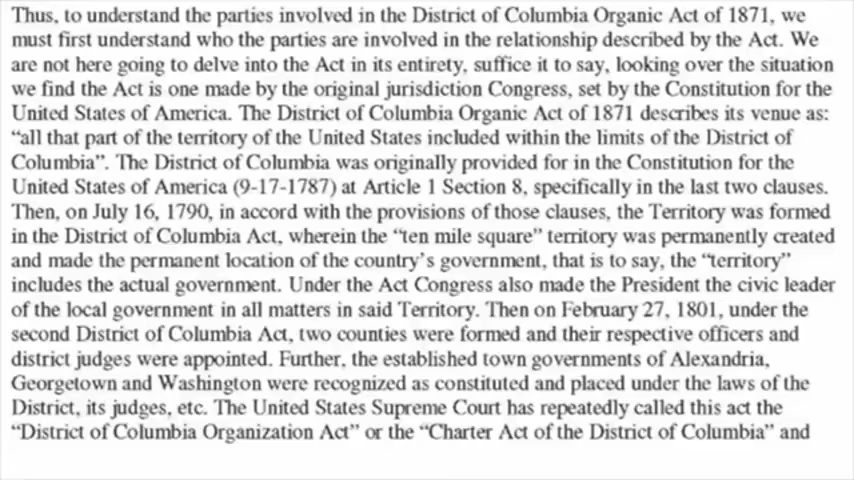 Thus, to understand the parties involved in the District of Columbia Organic Act of 1871, we
must first understand who the parties are involved in the relationship described by the Act. We
are not here going to delve into the Act in its entirety, suffice it to say, looking over the situation
we find the Act is one made by the original jurisdiction Congress, set by the Constitution for the
United States of America. The District of Columbia Organic Act of 1871 describes its venue as:
“all that part of the territory of the United States included within the limits of the District of
Columbia”. The District of Columbia was originally provided for in the Constitution for the
United States of America (9-17-1787) at Article 1 Section 8, specifically in the last two clauses.
Then, on July 16, 1790, in accord with the provisions of those clauses, the Territory was formed
in the District of Columbia Act, wherein the “ten mile square” territory was permanently created
and made the permanent location of the country’s government, that is to say, the “territory”
includes the actual government. Under the Act Congress also made the President the civic leader
of the local government in all matters in said Territory. Then on February 27, 1801, under the
second District of Columbia Act, two counties were formed and their respective officers and
district judges were appointed. Further, the established town governments of Alexandria,
Georgetown and Washington were recognized as constituted and placed under the laws of the
District, its judges, etc. The United States Supreme Court has repeatedly called this act the
“District of Columbia Organization Act” or the “Charter Act of the District of Columbia” and